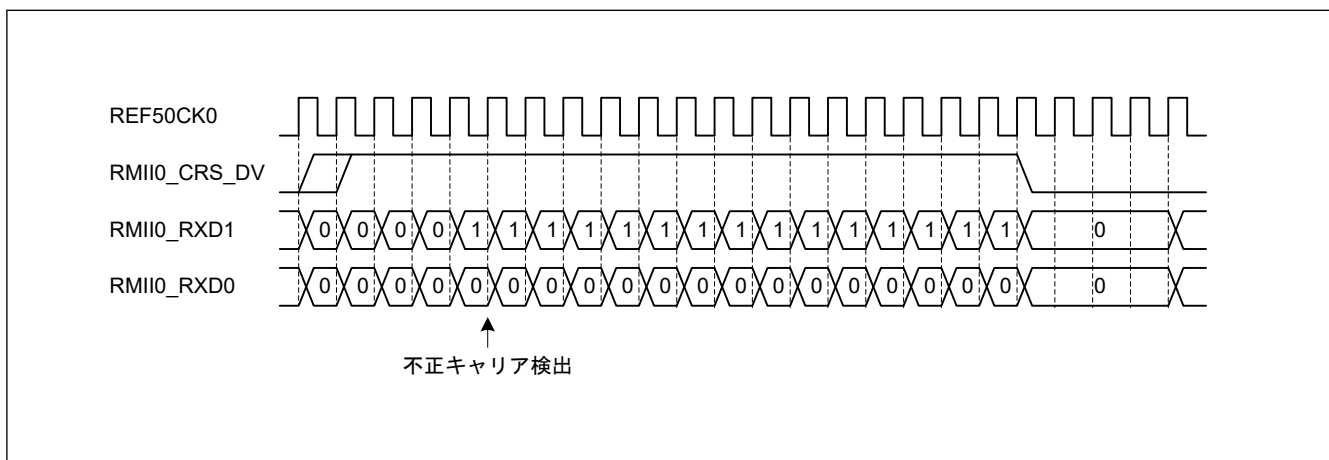 REF50CK0
RMII0_CRS_DV
RMII0_RXD1 0 0 0 0 1 1 1 1 1 1 1 1 1 1 1 1 1 1 1 0
RMII0_RXD0 0 0 0 0 0 0 0 0 0 0 0 0 0 0 0 0 0 0 0 0
不正キャリア検出